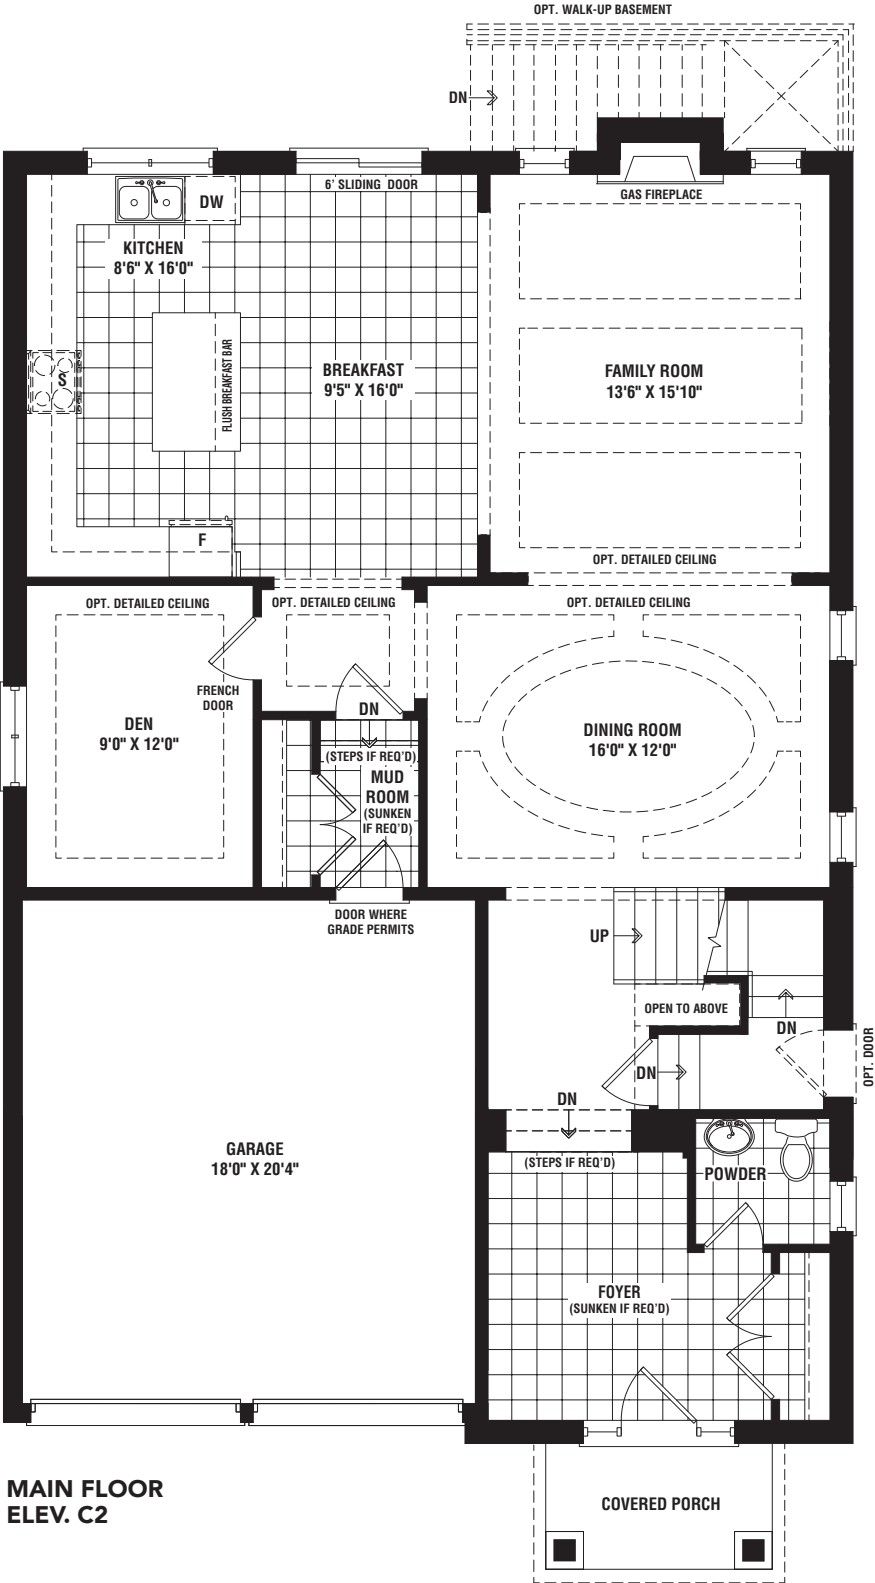 OPT. WALK-UP BASEMENT
DN
6' SLIDING DOOR
GAS FIREPLACE
DW
KITCHEN
8'6" X 16'0"
S
FLUSH BREAKFAST BAR
BREAKFAST
9'5" X 16'0"
FAMILY ROOM
13'6" X 15'10"
F
OPT. DETAILED CEILING
OPT. DETAILED CEILING
OPT. DETAILED CEILING
OPT. DETAILED CEILING
FRENCH
DOOR
DEN
9'0" X 12'0"
DN
(STEPS IF REQ'D)
MUD
ROOM
(SUNKEN
IF REQ'D)
DINING ROOM
16'0" X 12'0"
DOOR WHERE
GRADE PERMITS
UP
OPEN TO ABOVE
DN
DN
OPT. DOOR
DN
(STEPS IF REQ'D)
GARAGE
18'0" X 20'4"
POWDER
FOYER
(SUNKEN IF REQ'D)
COVERED PORCH
MAIN FLOOR
ELEV. C2